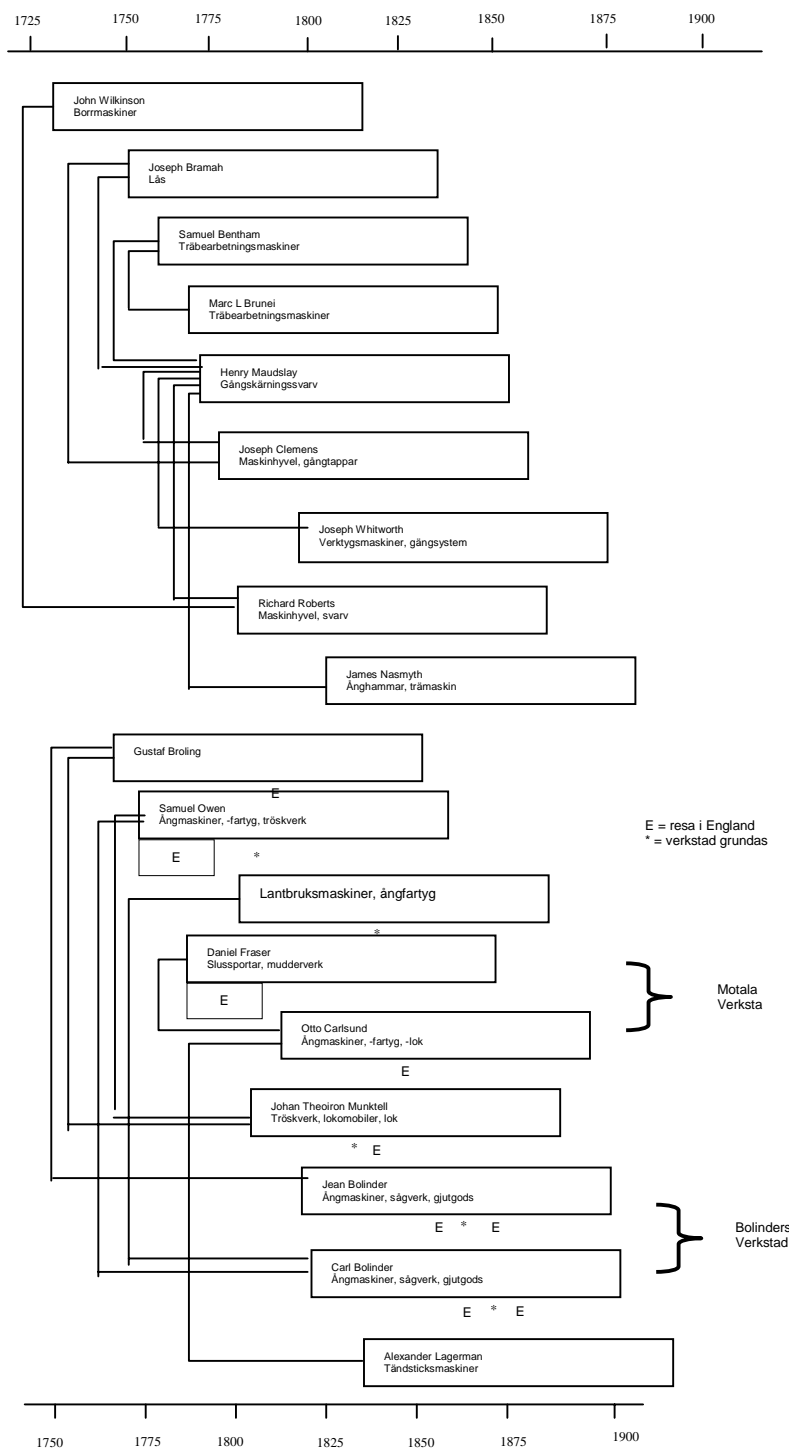 1725 1750 1775 1800 1825 1850 1875 1900
John Wilkinson
Borrmaskiner
Joseph Bramah
Lås
Samuel Bentham
Träbearbetningsmaskiner
Marc L Brunei
Träbearbetningsmaskiner
Henry Maudslay
Gångskärningssvarv
Joseph Clemens
Maskinhyvel, gångtappar
Joseph Whitworth
Verktygsmaskiner, gängsystem
Richard Roberts
Maskinhyvel, svarv
James Nasmyth
Ånghammar, trämaskin
Gustaf Broling
E
Samuel Owen
Ångmaskiner, -fartyg, tröskverk
E = resa i England
* = verkstad grundas
E *
Lantbruksmaskiner, ångfartyg
*
Daniel Fraser
Slussportar, mudderverk
E
Motala
Verksta
Otto Carlsund
Ångmaskiner, -fartyg, -lok
E
Johan Theoiron Munktell
Tröskverk, lokomobiler, lok
* E
Jean Bolinder
Ångmaskiner, sågverk, gjutgods
E * E
Bolinders
Verkstad
Carl Bolinder
Ångmaskiner, sågverk, gjutgods
E * E
Alexander Lagerman
Tändsticksmaskiner
1750 1775 1800 1825 1850 1875 1900